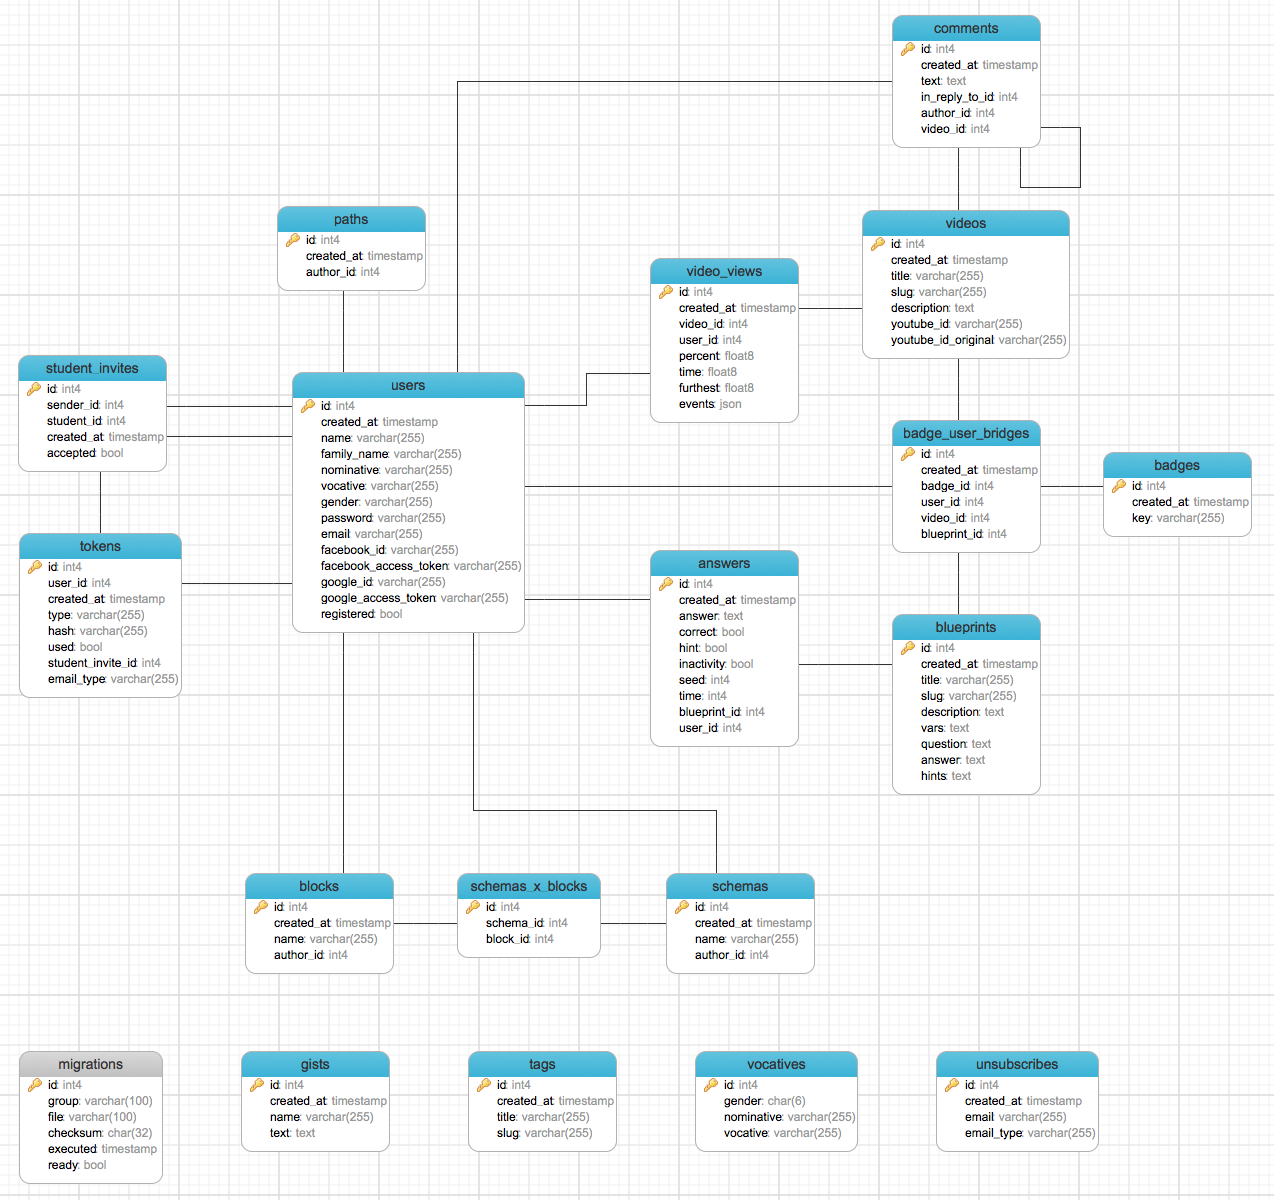 comments
id: int4
created_at: timestamp
text: text
in_reply_to_id: int4
author_id: int4
video_id: int4
paths
id: int4
created_at: timestamp
author_id: int4
videos
id: int4
created_at: timestamp
title: varchar(255)
slug: varchar(255)
description: text
youtube_id: varchar(255)
youtube_id_original: varchar(255)
video_views
id: int4
created_at: timestamp
video_id: int4
user_id: int4
percent: float8
time: float8
furthest: float8
events: json
student_invites
id: int4
sender_id: int4
student_id: int4
created_at: timestamp
accepted: bool
users
id: int4
created_at: timestamp
name: varchar(255)
family_name: varchar(255)
nominative: varchar(255)
vocative: varchar(255)
gender: varchar(255)
password: varchar(255)
email: varchar(255)
facebook_id: varchar(255)
facebook_access_token: varchar(255)
google_id: varchar(255)
google_access_token: varchar(255)
registered: bool
badge_user_bridges
id: int4
created_at: timestamp
badge_id: int4
user_id: int4
video_id: int4
blueprint_id: int4
badges
id: int4
created_at: timestamp
key: varchar(255)
tokens
id: int4
user_id: int4
created_at: timestamp
type: varchar(255)
hash: varchar(255)
used: bool
student_invite_id: int4
email_type: varchar(255)
answers
id: int4
created_at: timestamp
answer: text
correct: bool
hint: bool
inactivity: bool
seed: int4
time: int4
blueprint_id: int4
user_id: int4
blueprints
id: int4
created_at: timestamp
title: varchar(255)
slug: varchar(255)
description: text
vars: text
question: text
answer: text
hints: text
blocks
id: int4
created_at: timestamp
name: varchar(255)
author_id: int4
schemas_x_blocks
id: int4
schema_id: int4
block_id: int4
schemas
id: int4
created_at: timestamp
name: varchar(255)
author_id: int4
migrations
id: int4
group: varchar(100)
file: varchar(100)
checksum: char(32)
executed: timestamp
ready: bool
gists
id: int4
created_at: timestamp
name: varchar(255)
text: text
tags
id: int4
created_at: timestamp
title: varchar(255)
slug: varchar(255)
vocatives
id: int4
gender: char(6)
nominative: varchar(255)
vocative: varchar(255)
unsubscribes
id: int4
created_at: timestamp
email: varchar(255)
email_type: varchar(255)